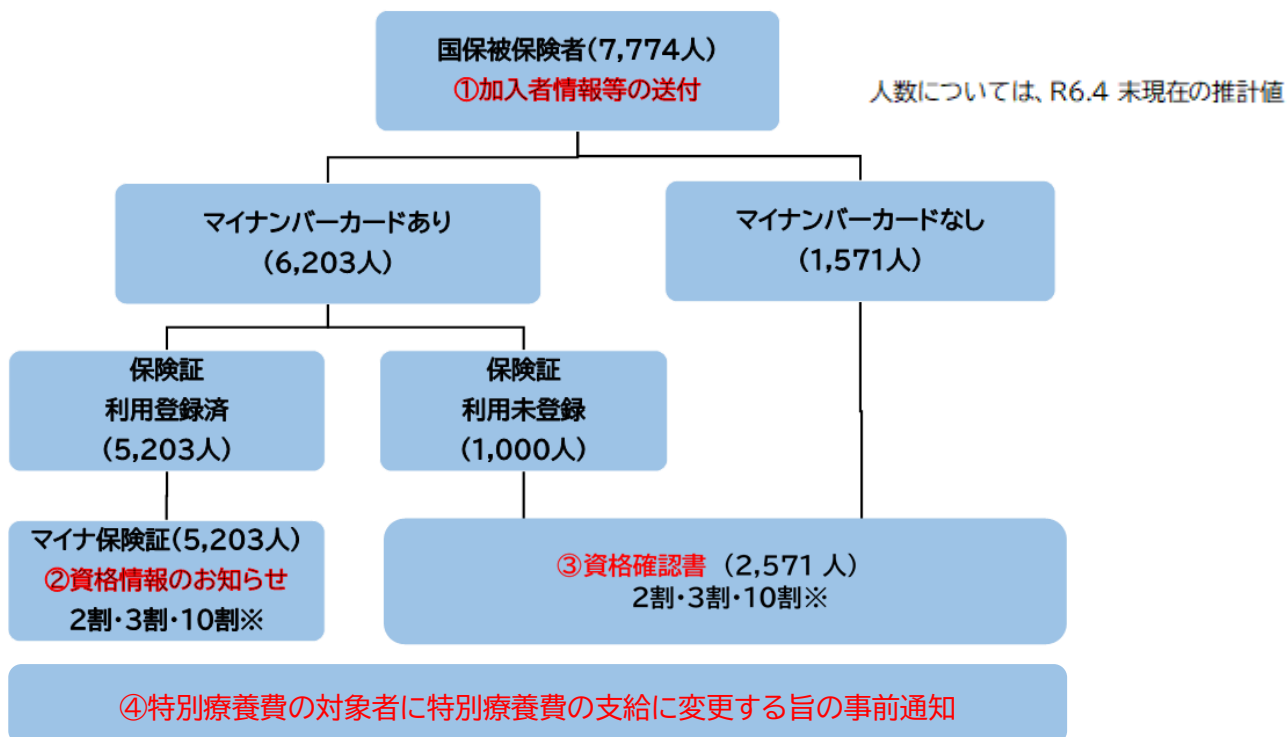 国保被保険者(7,774人)
①加入者情報等の送付
人数については、R6.4 末現在の推計値
マイナンバーカードあり
(6,203人)
マイナンバーカードなし
(1,571人)
保険証
利用登録済
(5,203人)
保険証
利用未登録
(1,000人)
マイナ保険証(5,203人)
②資格情報のお知らせ
2割・3割・10割※
③資格確認書 (2,571 人)
2割・3割・10割※
④特別療養費の対象者に特別療養費の支給に変更する旨の事前通知